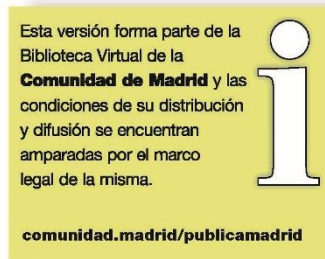 Esta versión forma parte de la
Biblioteca Virtual de la
Comunidad de Madrid y las
condiciones de su distribución
y difusión se encuentran
amparadas por el marco
legal de la misma.
i
comunidad.madrid/publicamadrid